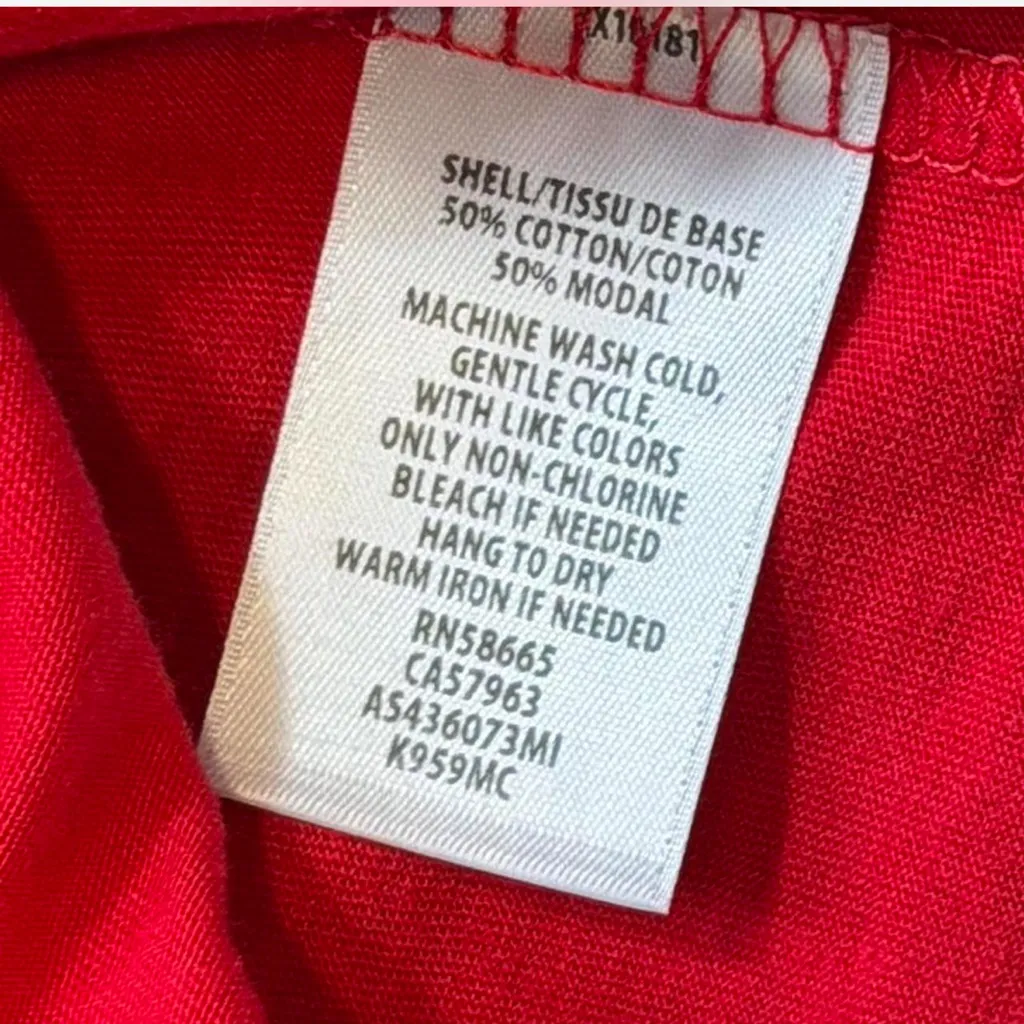 SHELL/TISSU DE BASE
50% COTTON/COTON
50% MODAL
MACHINE WASH COLD,
GENTLE CYCLE,
WITH LIKE COLORS
ONLY NON-CHLORINE
BLEACH IF NEEDED
HANG TO DRY
WARM IRON IF NEEDED
RN58665
CA57963
A5436073MI
K959MC